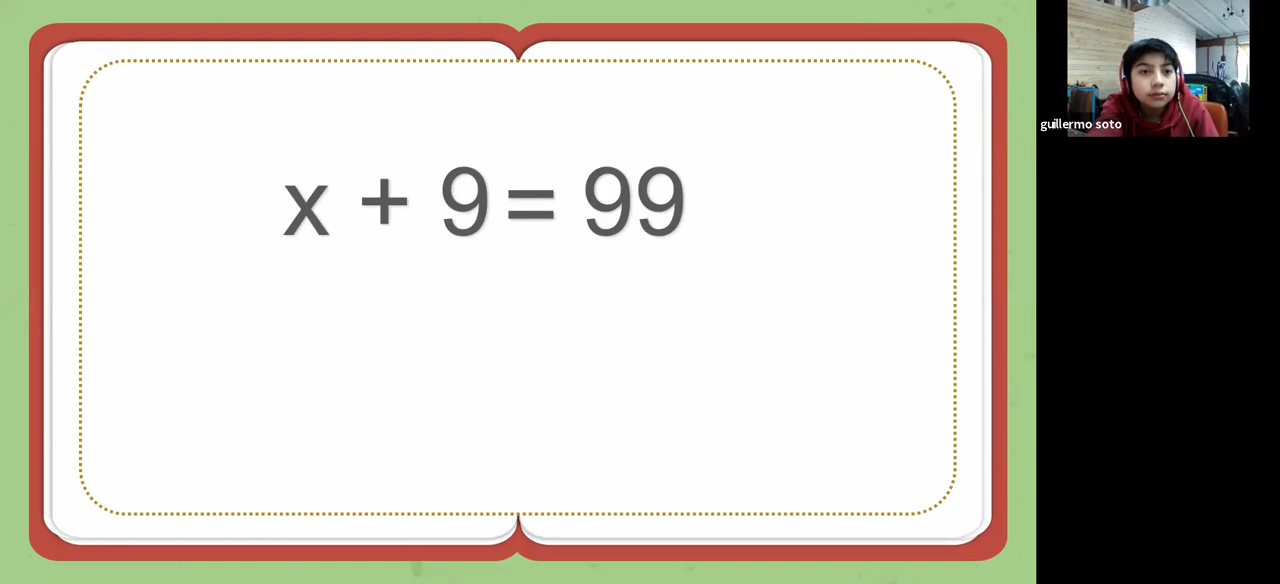 x + 9 = 99
guillermo soto